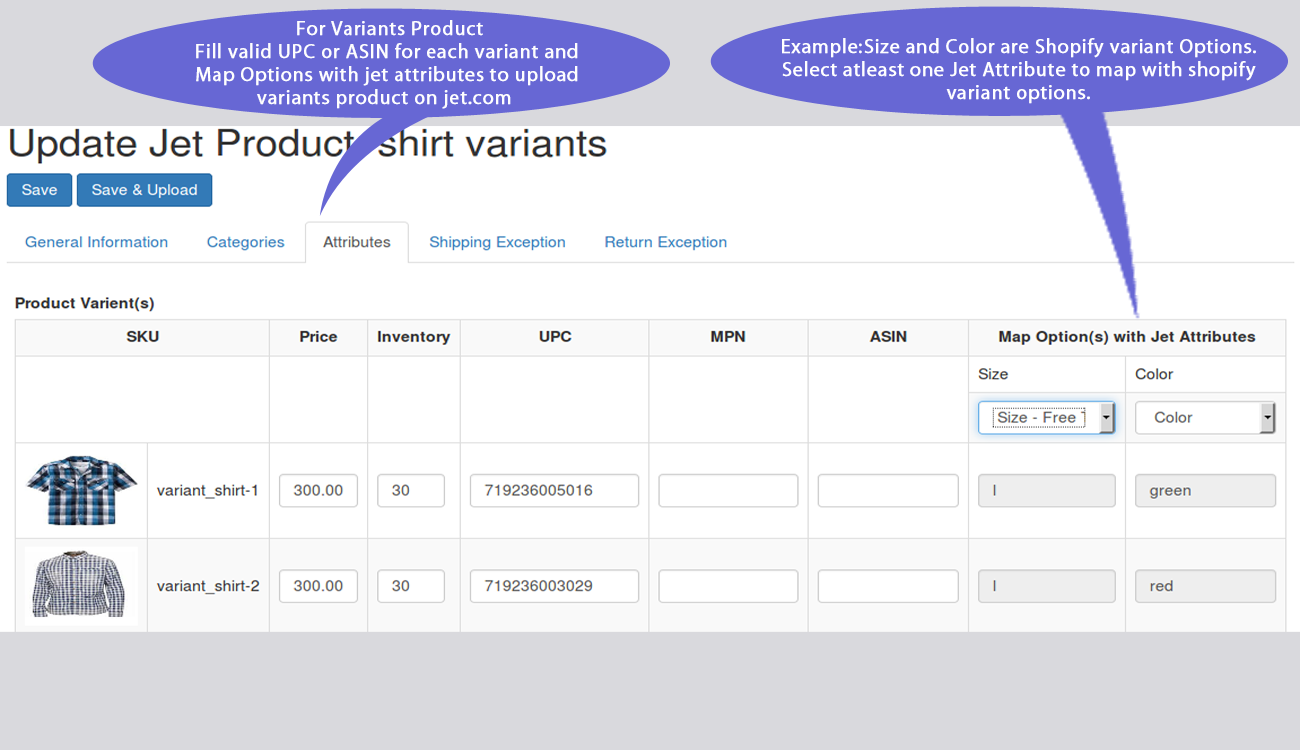 For Variants Product
Fill valid UPC or ASIN for each variant and
Map Options with jet attributes to upload
variants product on jet.com
Example:Size and Color are Shopify variant Options.
Select atleast one Jet Attribute to map with shopify
variant options.
Update Jet Product shirt variants
Save Save & Upload
General Information Categories Attributes Shipping Exception Return Exception
Product Varient(s)
SKU Price Inventory UPC MPN ASIN Map Option(s) with Jet Attributes
Size Color
Size - Free Color
variant_shirt-1 300.00 30 719236005016 l green
variant_shirt-2 300.00 30 719236003029 l red